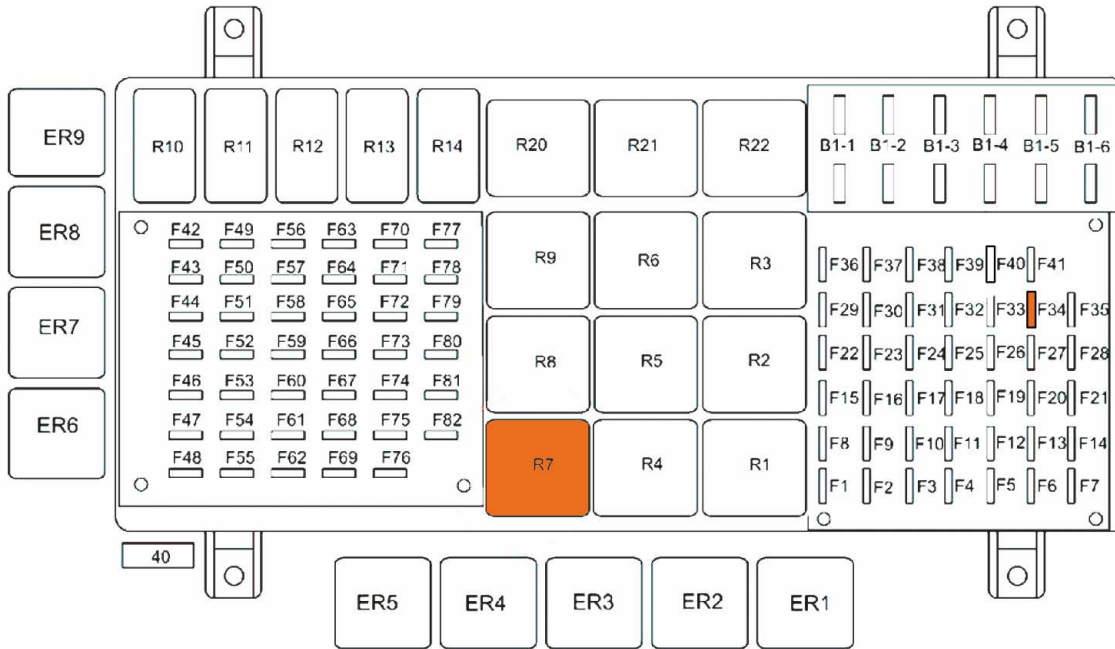 ER9
ER8
ER7
ER6
R10 R11 R12 R13 R14
R20 R21 R22
R9 R6 R3
R8 R5 R2
R7 R4 R1
B1-1 B1-2 B1-3 B1-4 B1-5 B1-6
F42 F49 F56 F63 F70 F77
F43 F50 F57 F64 F71 F78
F44 F51 F58 F65 F72 F79
F45 F52 F59 F66 F73 F80
F46 F53 F60 F67 F74 F81
F47 F54 F61 F68 F75 F82
F48 F55 F62 F69 F76
F36 F37 F38 F39 F40 F41
F29 F30 F31 F32 F33 F34 F35
F22 F23 F24 F25 F26 F27 F28
F15 F16 F17 F18 F19 F20 F21
F8 F9 F10 F11 F12 F13 F14
F1 F2 F3 F4 F5 F6 F7
40
ER5 ER4 ER3 ER2 ER1